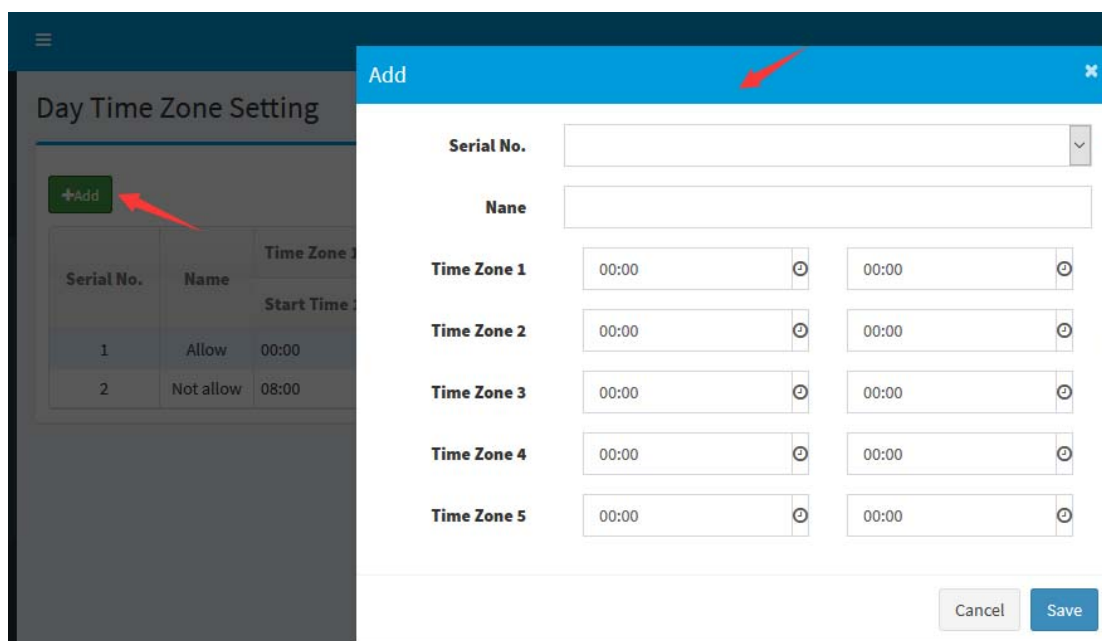 Day Time Zone Setting
+Add
Serial No. Name Time Zone 1
Start Time 1
1 Allow 00:00
2 Not allow 08:00
Add ×
Serial No.
Nane
Time Zone 1 00:00 00:00
Time Zone 2 00:00 00:00
Time Zone 3 00:00 00:00
Time Zone 4 00:00 00:00
Time Zone 5 00:00 00:00
Cancel Save